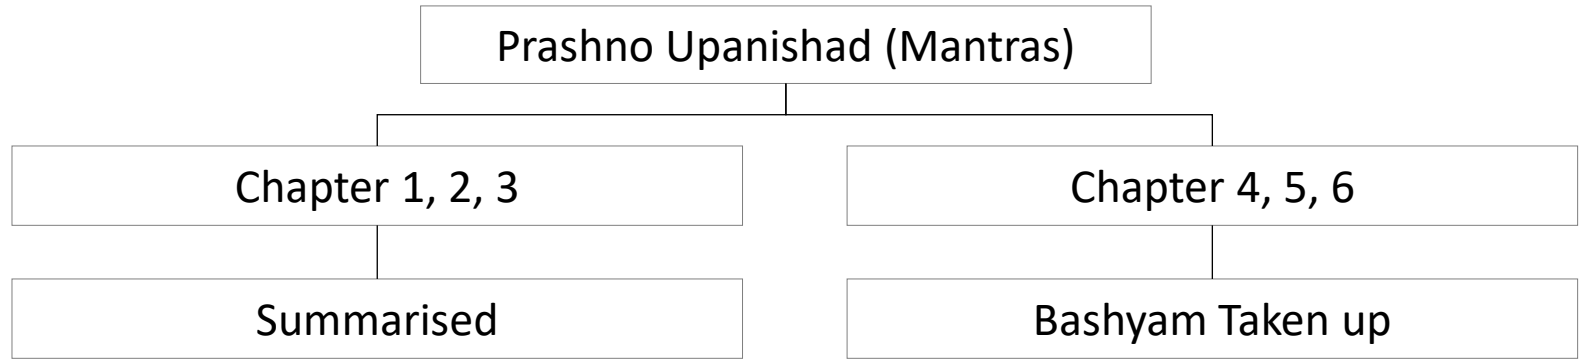 Prashno Upanishad (Mantras)
Chapter 1, 2, 3
Chapter 4, 5, 6
Summarised
Bashyam Taken up